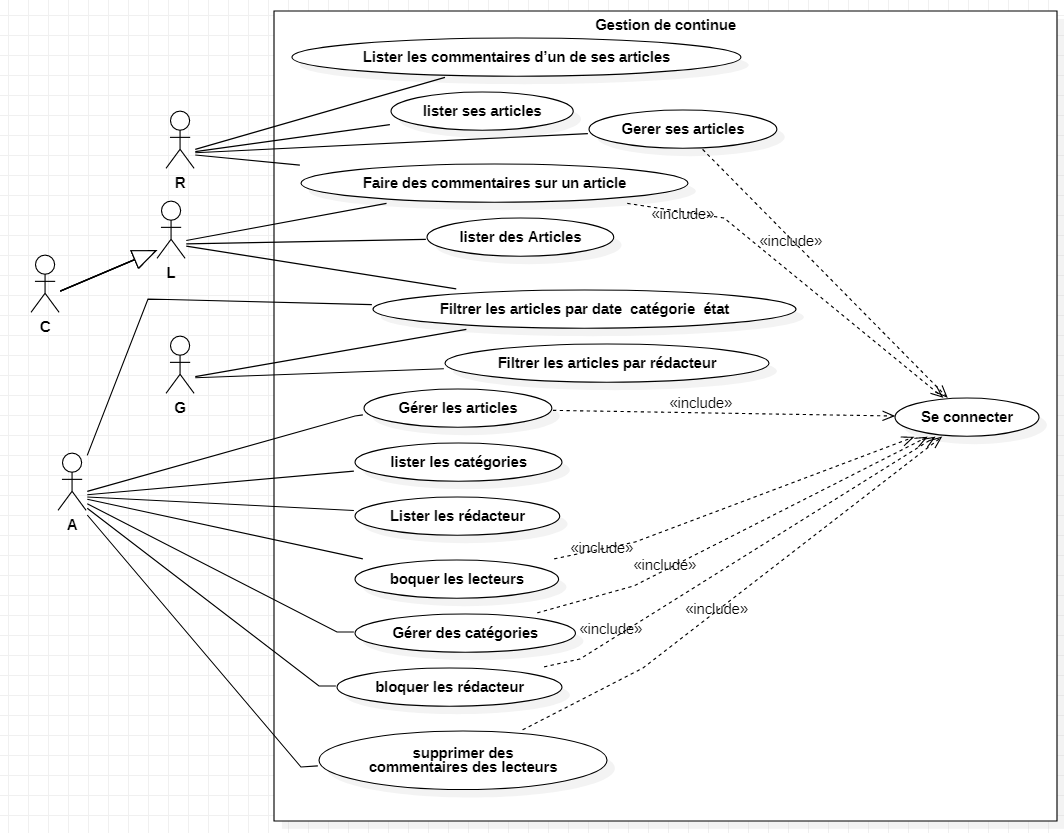 Gestion de continue
Lister les commentaires d'un de ses articles
lister ses articles
Gerer ses articles
R
Faire des commentaires sur un article
«include»
lister des Articles
«include»
L
C
Filtrer les articles par date catégorie état
Filtrer les articles par rédacteur
G
Gérer les articles
«include»
Se connecter
lister les catégories
A
Lister les rédacteur
«include»
«include»
boquer les lecteurs
«include»
Gérer des catégories
«include»
bloquer les rédacteur
supprimer des
commentaires des lecteurs